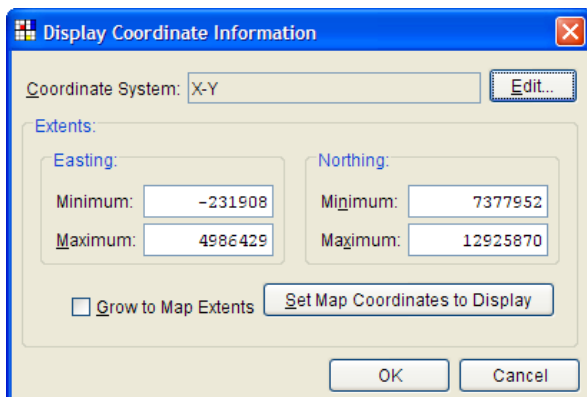 Display Coordinate Information
Coordinate System: X-Y Edit...
Extents:
Easting: Northing:
Minimum: -231908 Minimum: 7377952
Maximum: 4986429 Maximum: 12925870
Grow to Map Extents Set Map Coordinates to Display
OK Cancel